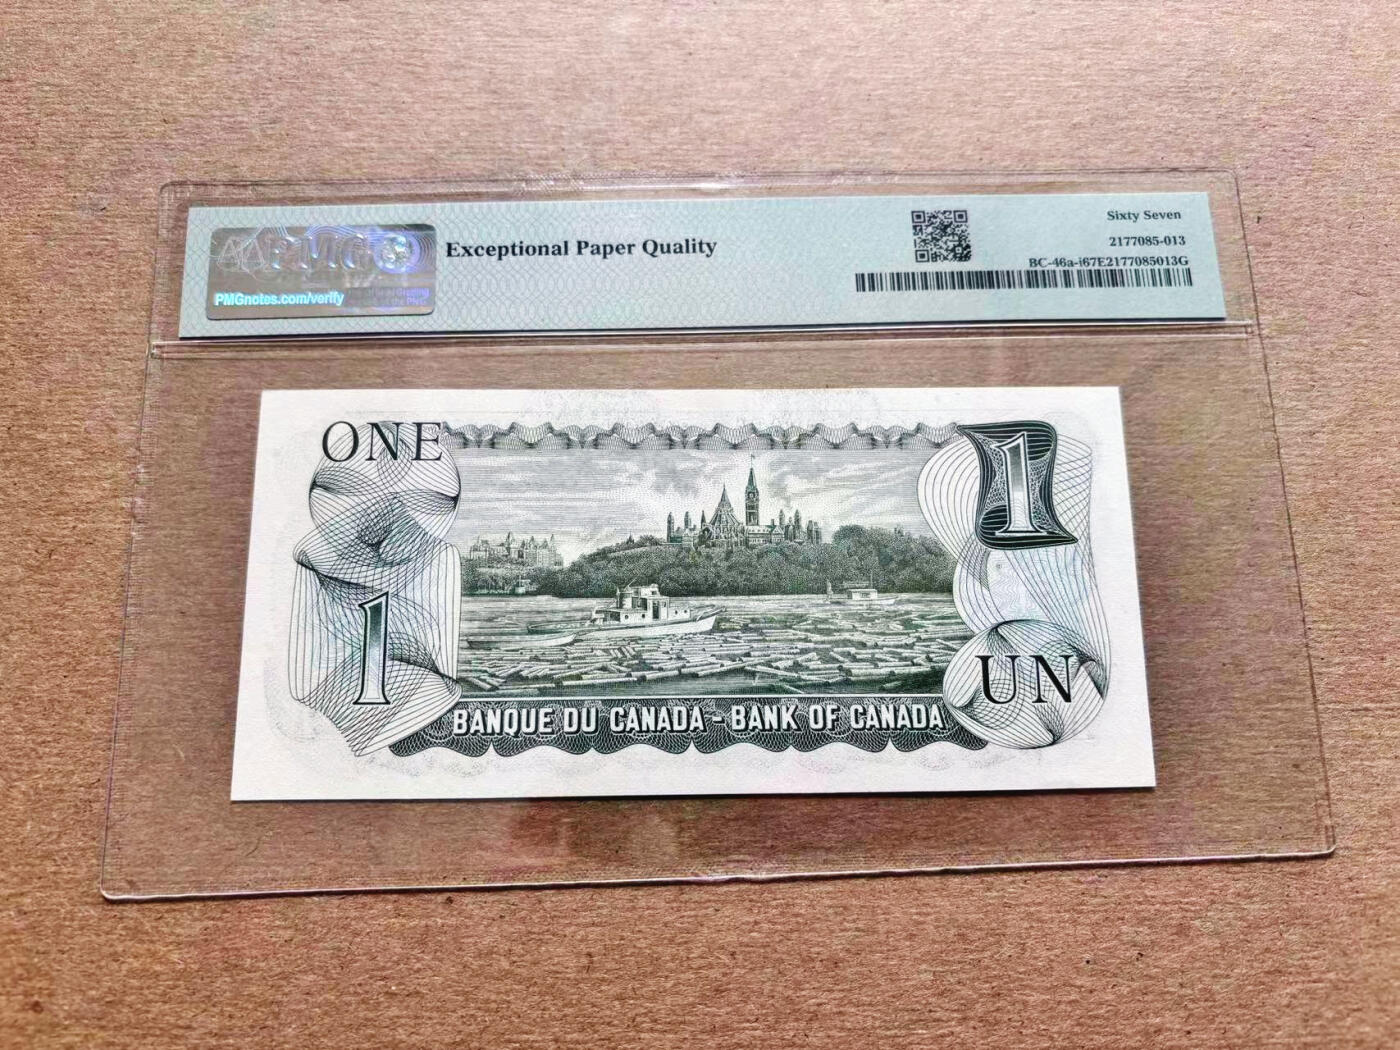 PMG
PMGnotes.com/verify
Exceptional Paper Quality
Sixty Seven
2177085-013
BC-46a-i67E2177085013G
ONE
1
1
UN
BANQUE DU CANADA - BANK OF CANADA